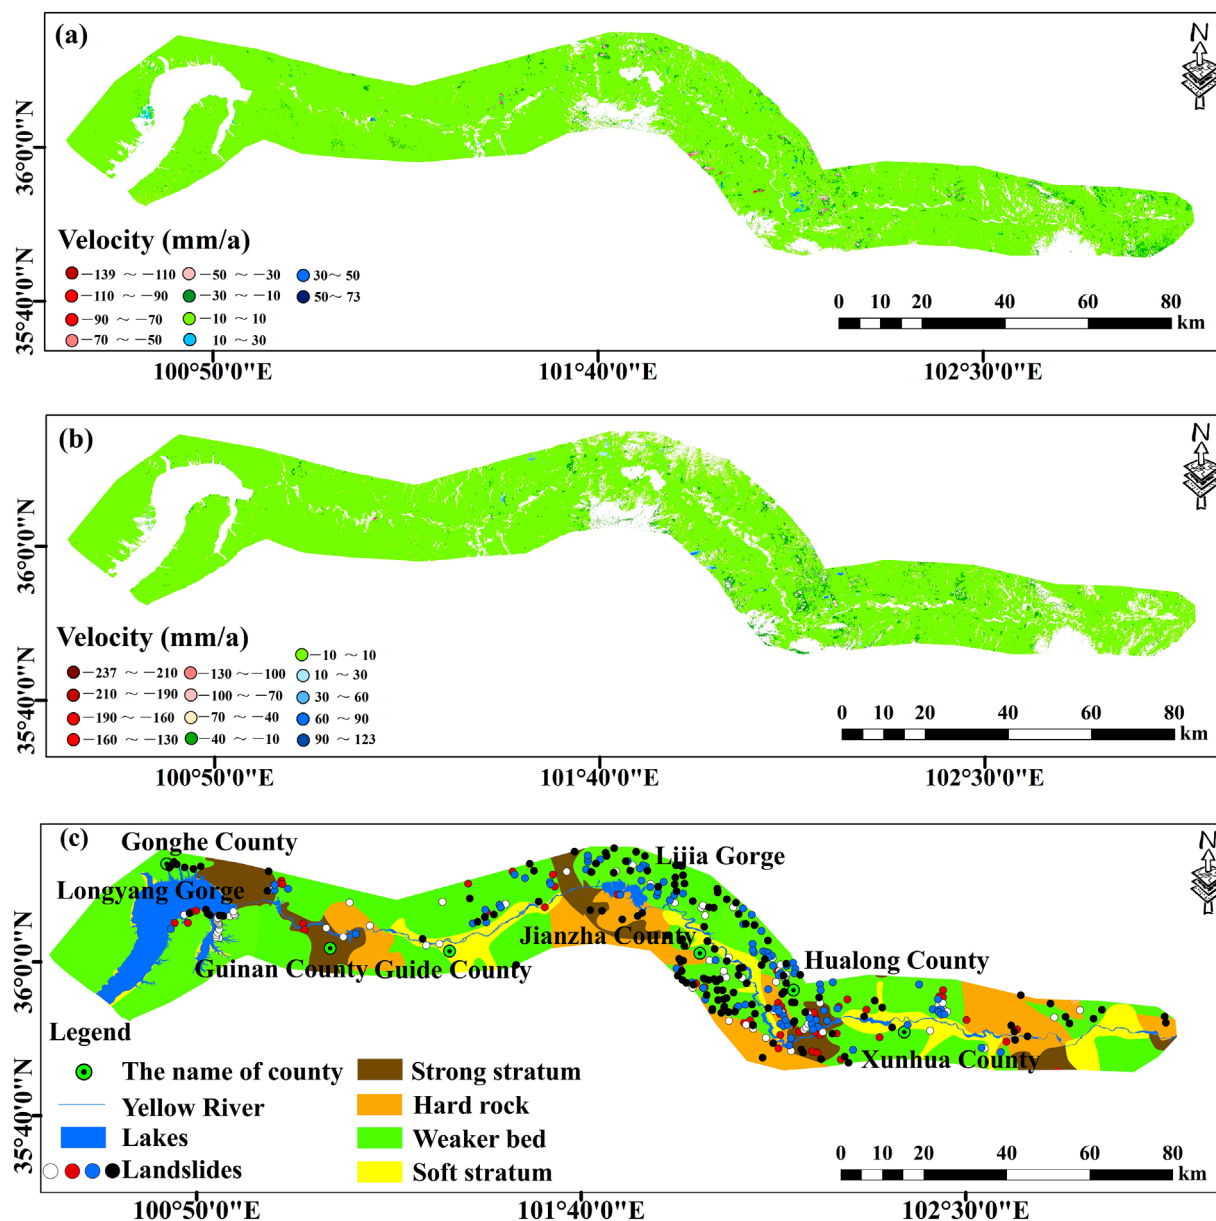 (a)
N
36°0'0"N
35°40'0"N
Velocity (mm/a)
−139 ～ −110
−110 ～ −90
−90 ～ −70
−70 ～ −50
−50 ～ −30
−30 ～ −10
−10 ～ 10
10 ～ 30
30～ 50
50～ 73
0 10 20 40 60 80
km
100°50'0"E 101°40'0"E 102°30'0"E
(b)
N
36°0'0"N
35°40'0"N
Velocity (mm/a)
−237 ～ −210
−210 ～ −190
−190 ～ −160
−160 ～ −130
−130 ～ −100
−100 ～ −70
−70 ～ −40
−40 ～ −10
−10 ～ 10
10 ～ 30
30 ～ 60
60 ～ 90
90 ～ 123
0 10 20 40 60 80
km
100°50'0"E 101°40'0"E 102°30'0"E
(c)
N
Gonghe County
Lijia Gorge
Longyang Gorge
Jianzha County
Hualong County
Guinan County
Guide County
Xunhua County
36°0'0"N
35°40'0"N
Legend
The name of county
Yellow River
Lakes
Landslides
Strong stratum
Hard rock
Weaker bed
Soft stratum
0 10 20 40 60 80
km
100°50'0"E 101°40'0"E 102°30'0"E